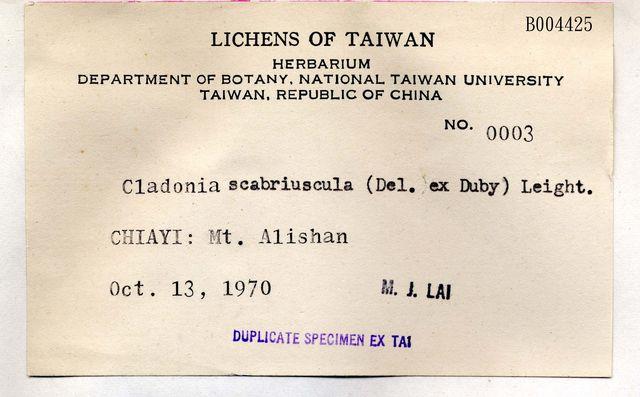 B004425
LICHENS OF TAIWAN
HERBARIUM
DEPARTMENT OF BOTANY, NATIONAL TAIWAN UNIVERSITY
TAIWAN, REPUBLIC OF CHINA
NO. 0003
Cladonia scabriuscula (Del. ex Duby) Leight.
CHIAYI: Mt. Alishan
Oct. 13, 1970 M. J. LAI
DUPLICATE SPECIMEN EX TAI